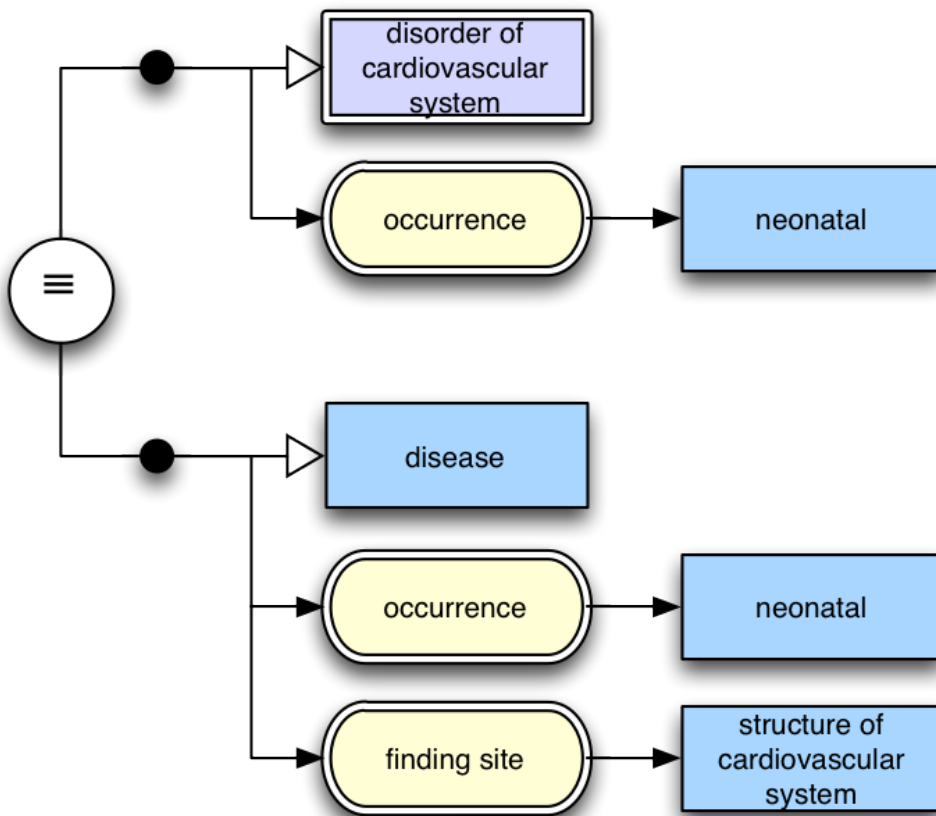 disorder of
cardiovascular
system
occurrence
neonatal
≡
disease
occurrence
neonatal
finding site
structure of
cardiovascular
system